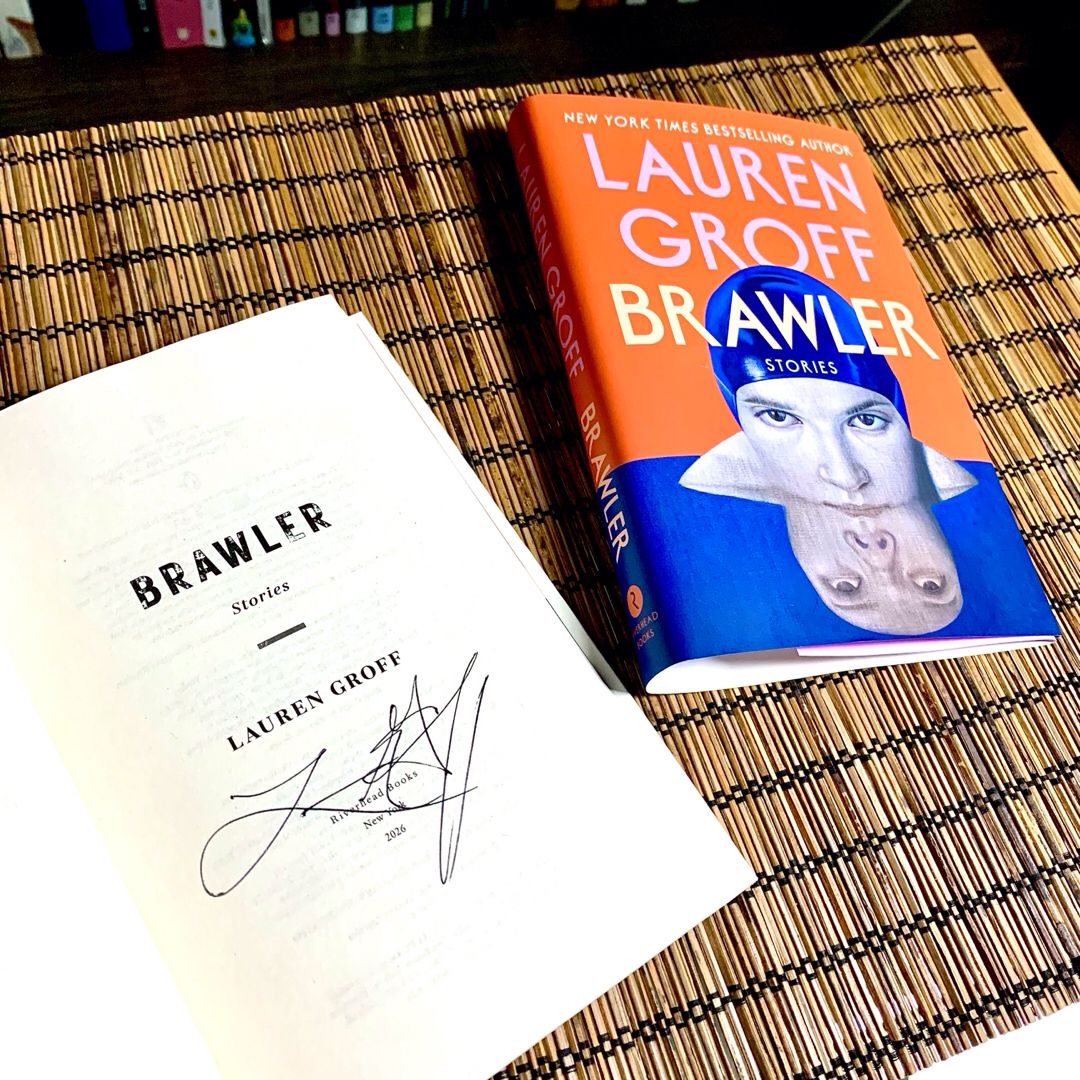 BRAWLER
Stories
LAUREN GROFF
Riverhead Books
New York
2026
NEW YORK TIMES BESTSELLING AUTHOR
LAUREN
GROFF
BRAWLER
STORIES
LAUREN GROFF BRAWLER
RIVERHEAD
BOOKS